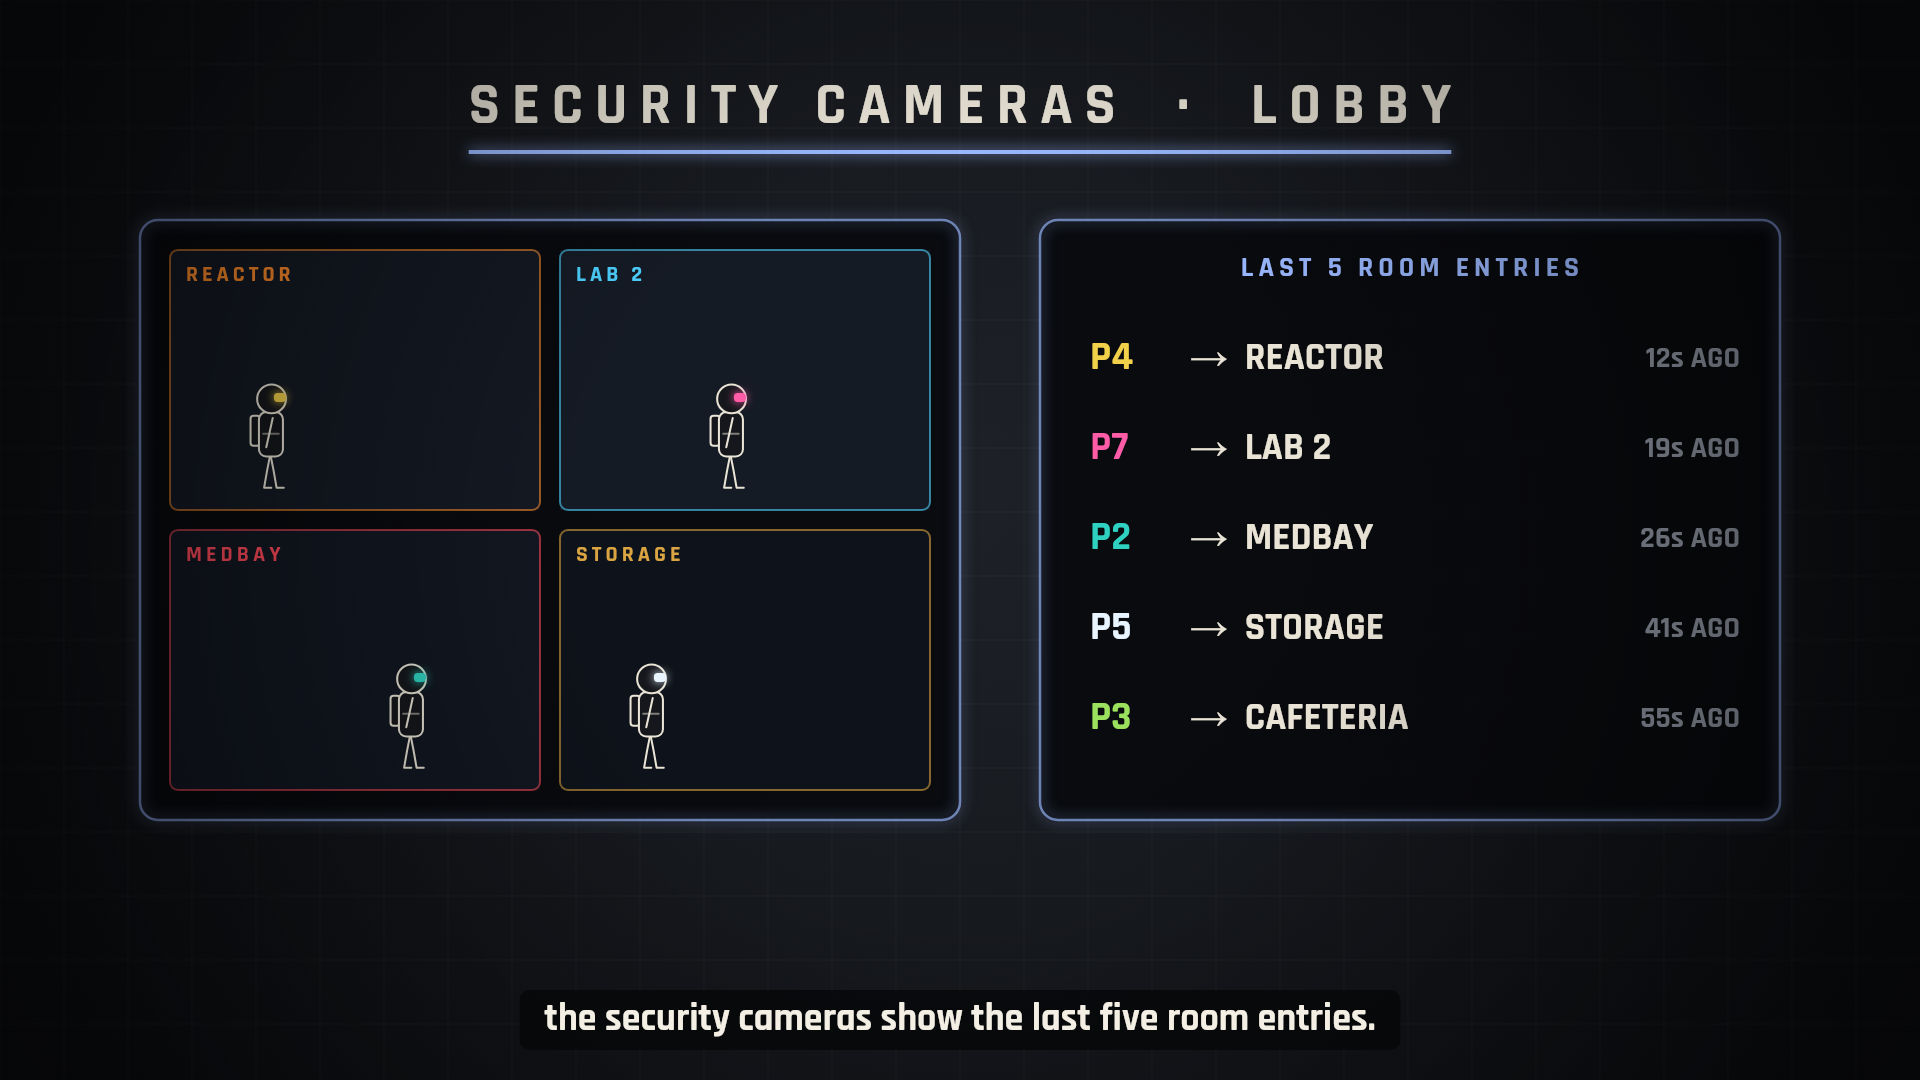 SECURITY CAMERAS · LOBBY
REACTOR
LAB 2
MEDBAY
STORAGE
LAST 5 ROOM ENTRIES
P4 → REACTOR 12s AGO
P7 → LAB 2 19s AGO
P2 → MEDBAY 26s AGO
P5 → STORAGE 41s AGO
P3 → CAFETERIA 55s AGO
the security cameras show the last five room entries.